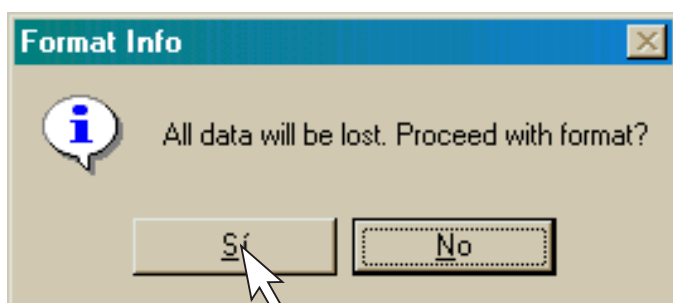 Format Info
All data will be lost. Proceed with format?
Sí No